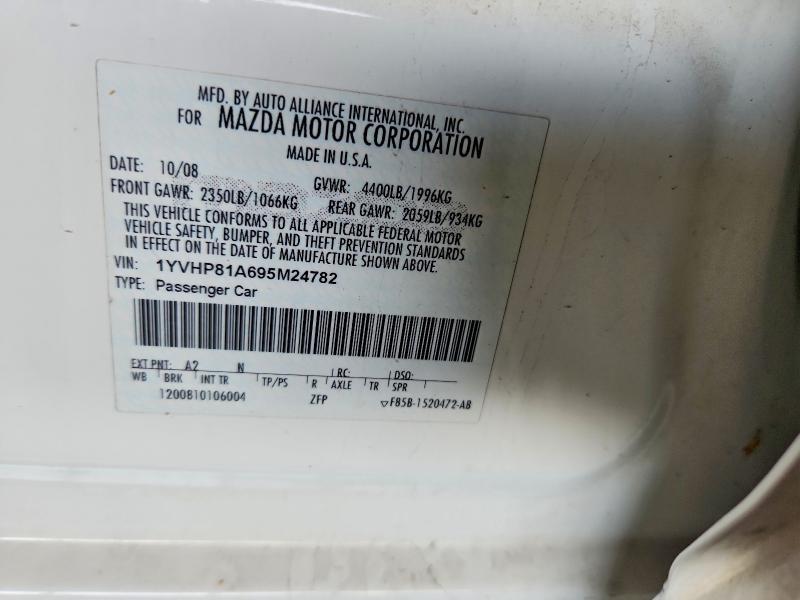 MFD. BY AUTO ALLIANCE INTERNATIONAL, INC.
FOR MAZDA MOTOR CORPORATION
MADE IN U.S.A.
DATE: 10/08 GVWR: 4400LB/1996KG
FRONT GAWR: 2350LB/1066KG REAR GAWR: 2059LB/934KG
THIS VEHICLE CONFORMS TO ALL APPLICABLE FEDERAL MOTOR
VEHICLE SAFETY, BUMPER, AND THEFT PREVENTION STANDARDS
IN EFFECT ON THE DATE OF MANUFACTURE SHOWN ABOVE.
VIN: 1YVHP81A695M24782
TYPE: Passenger Car
EXT PNT: A2 N RC: DSO:
WB BRK INT TR TP/PS R AXLE TR SPR
1200810106004 ZFP ▽F85B-1520472-AB